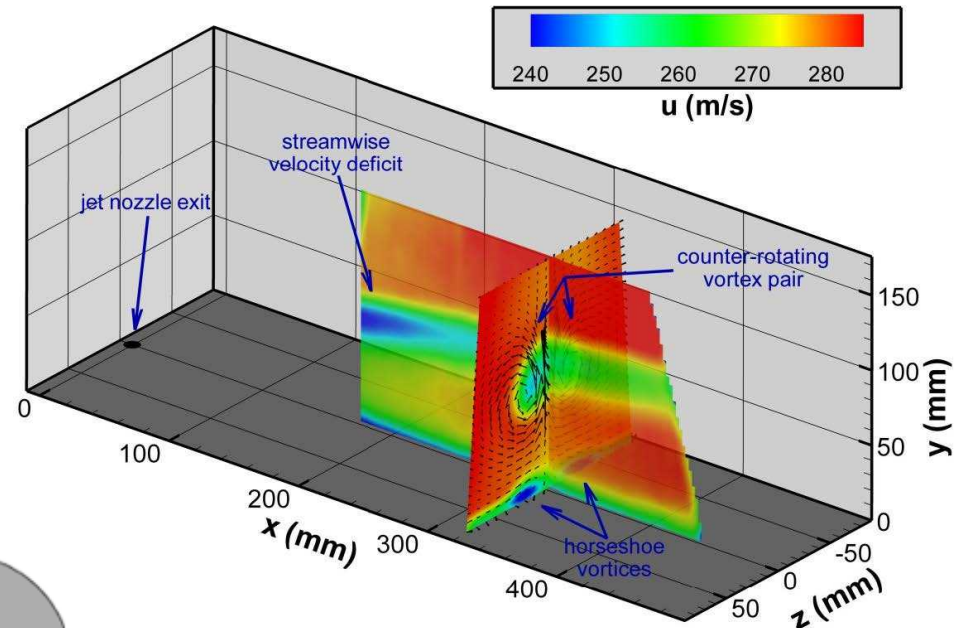 240 250 260 270 280
u (m/s)
streamwise
velocity deficit
jet nozzle exit
counter-rotating
vortex pair
150
100
50
0
y (mm)
0
100
200
300
400
x (mm)
horseshoe
vortices
-50
0
50
z (mm)